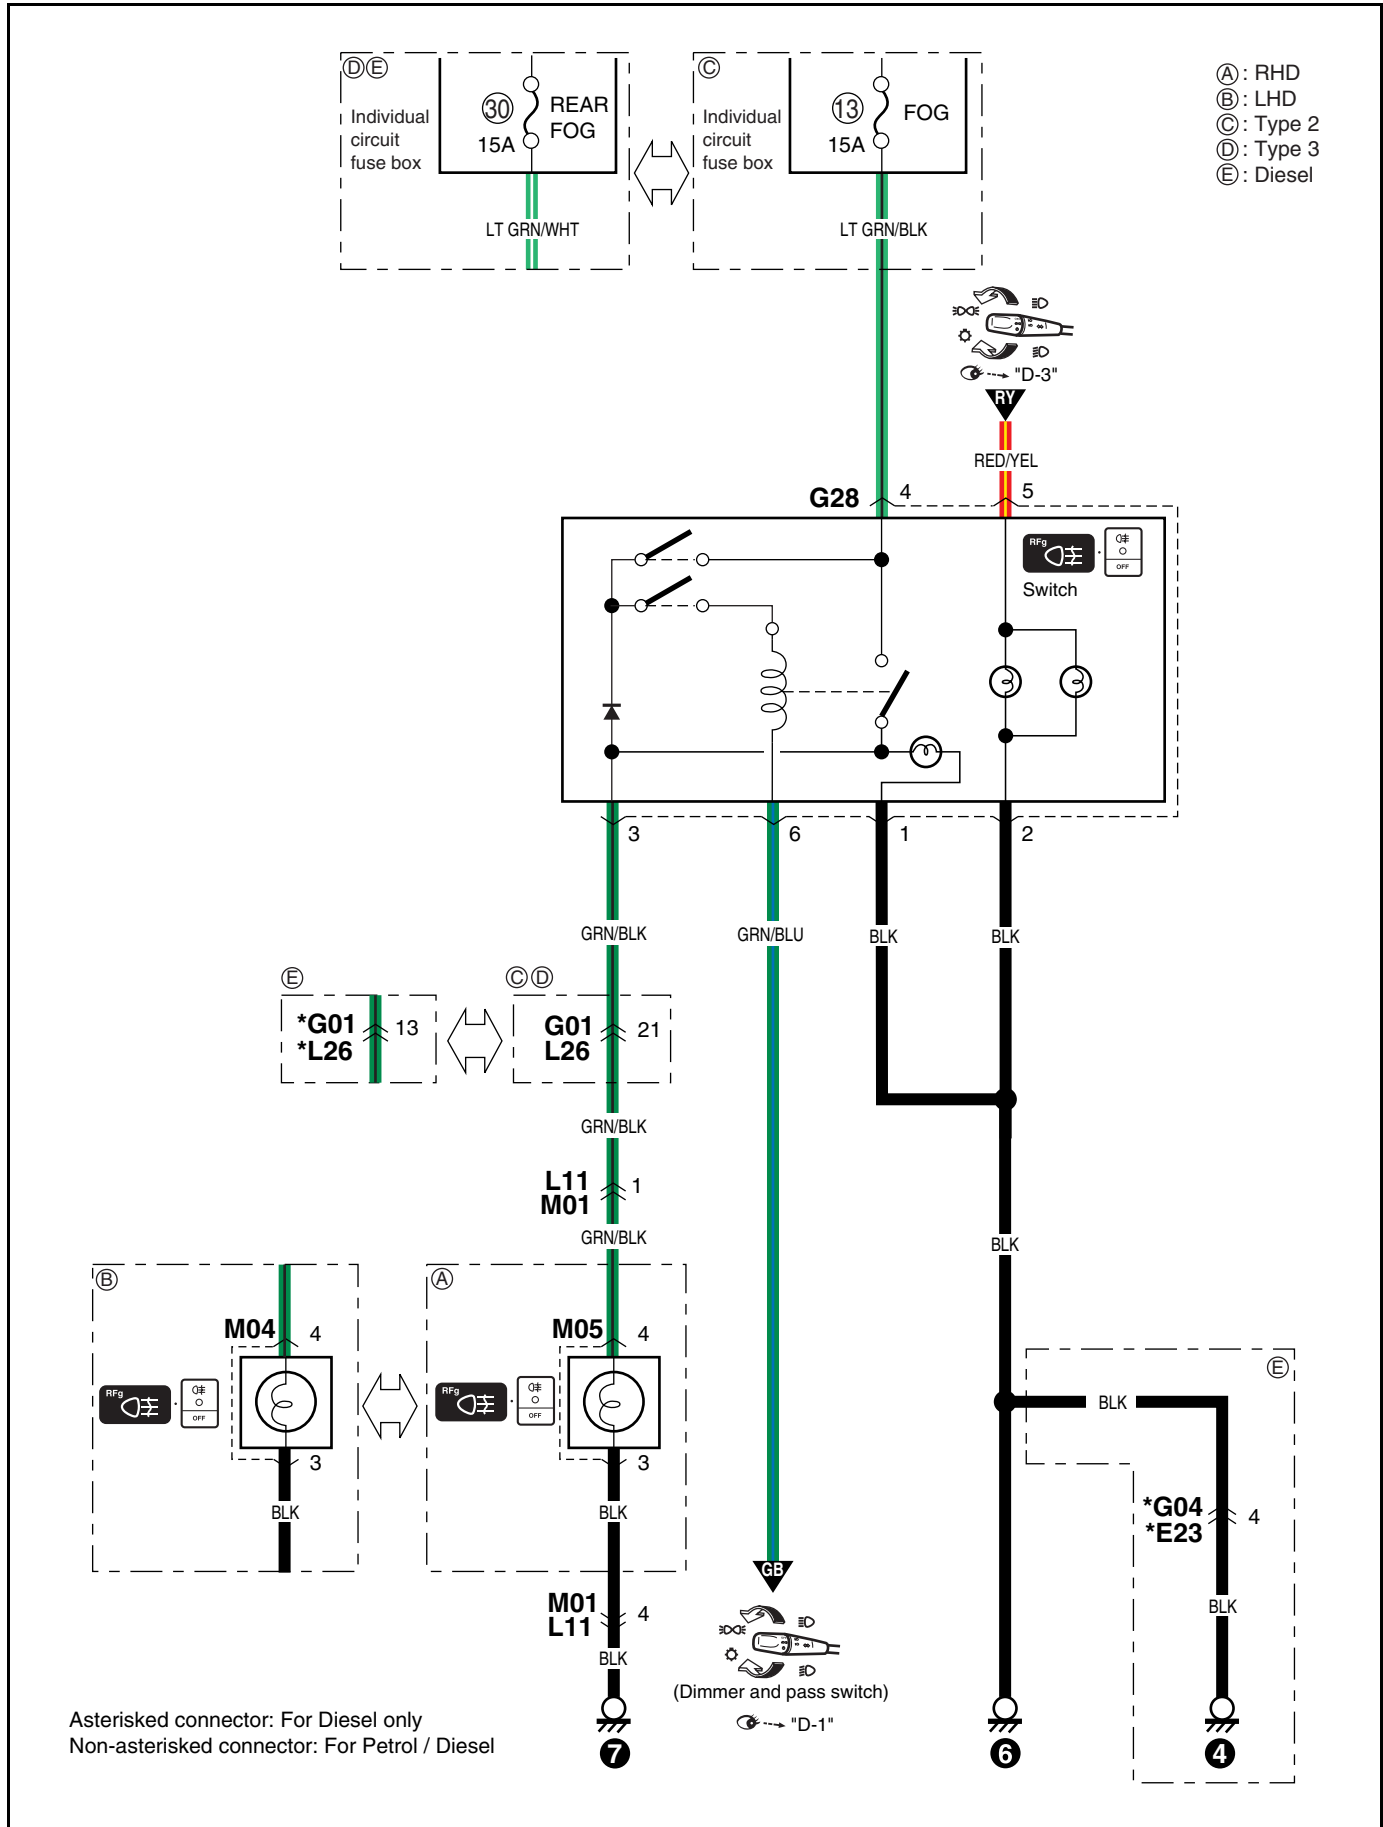 Ⓓ Ⓔ
Individual
circuit
fuse box
30
15A
REAR
FOG
LT GRN/WHT
Ⓒ
Individual
circuit
fuse box
13
15A
FOG
LT GRN/BLK
Ⓐ: RHD
Ⓑ: LHD
Ⓒ: Type 2
Ⓓ: Type 3
Ⓔ: Diesel
"D-3"
RY
RED/YEL
G28
4
5
RFg
OFF
Switch
3
6
1
2
GRN/BLK
GRN/BLU
BLK
BLK
Ⓔ
*G01
*L26
13
Ⓒ Ⓓ
G01
L26
21
GRN/BLK
L11
M01
1
GRN/BLK
BLK
Ⓑ
M04
4
RFg
OFF
3
BLK
Ⓐ
M05
4
RFg
OFF
3
BLK
Ⓔ
BLK
*G04
*E23
4
BLK
GB
M01
L11
4
BLK
(Dimmer and pass switch)
"D-1"
7
6
4
Asterisked connector: For Diesel only
Non-asterisked connector: For Petrol / Diesel